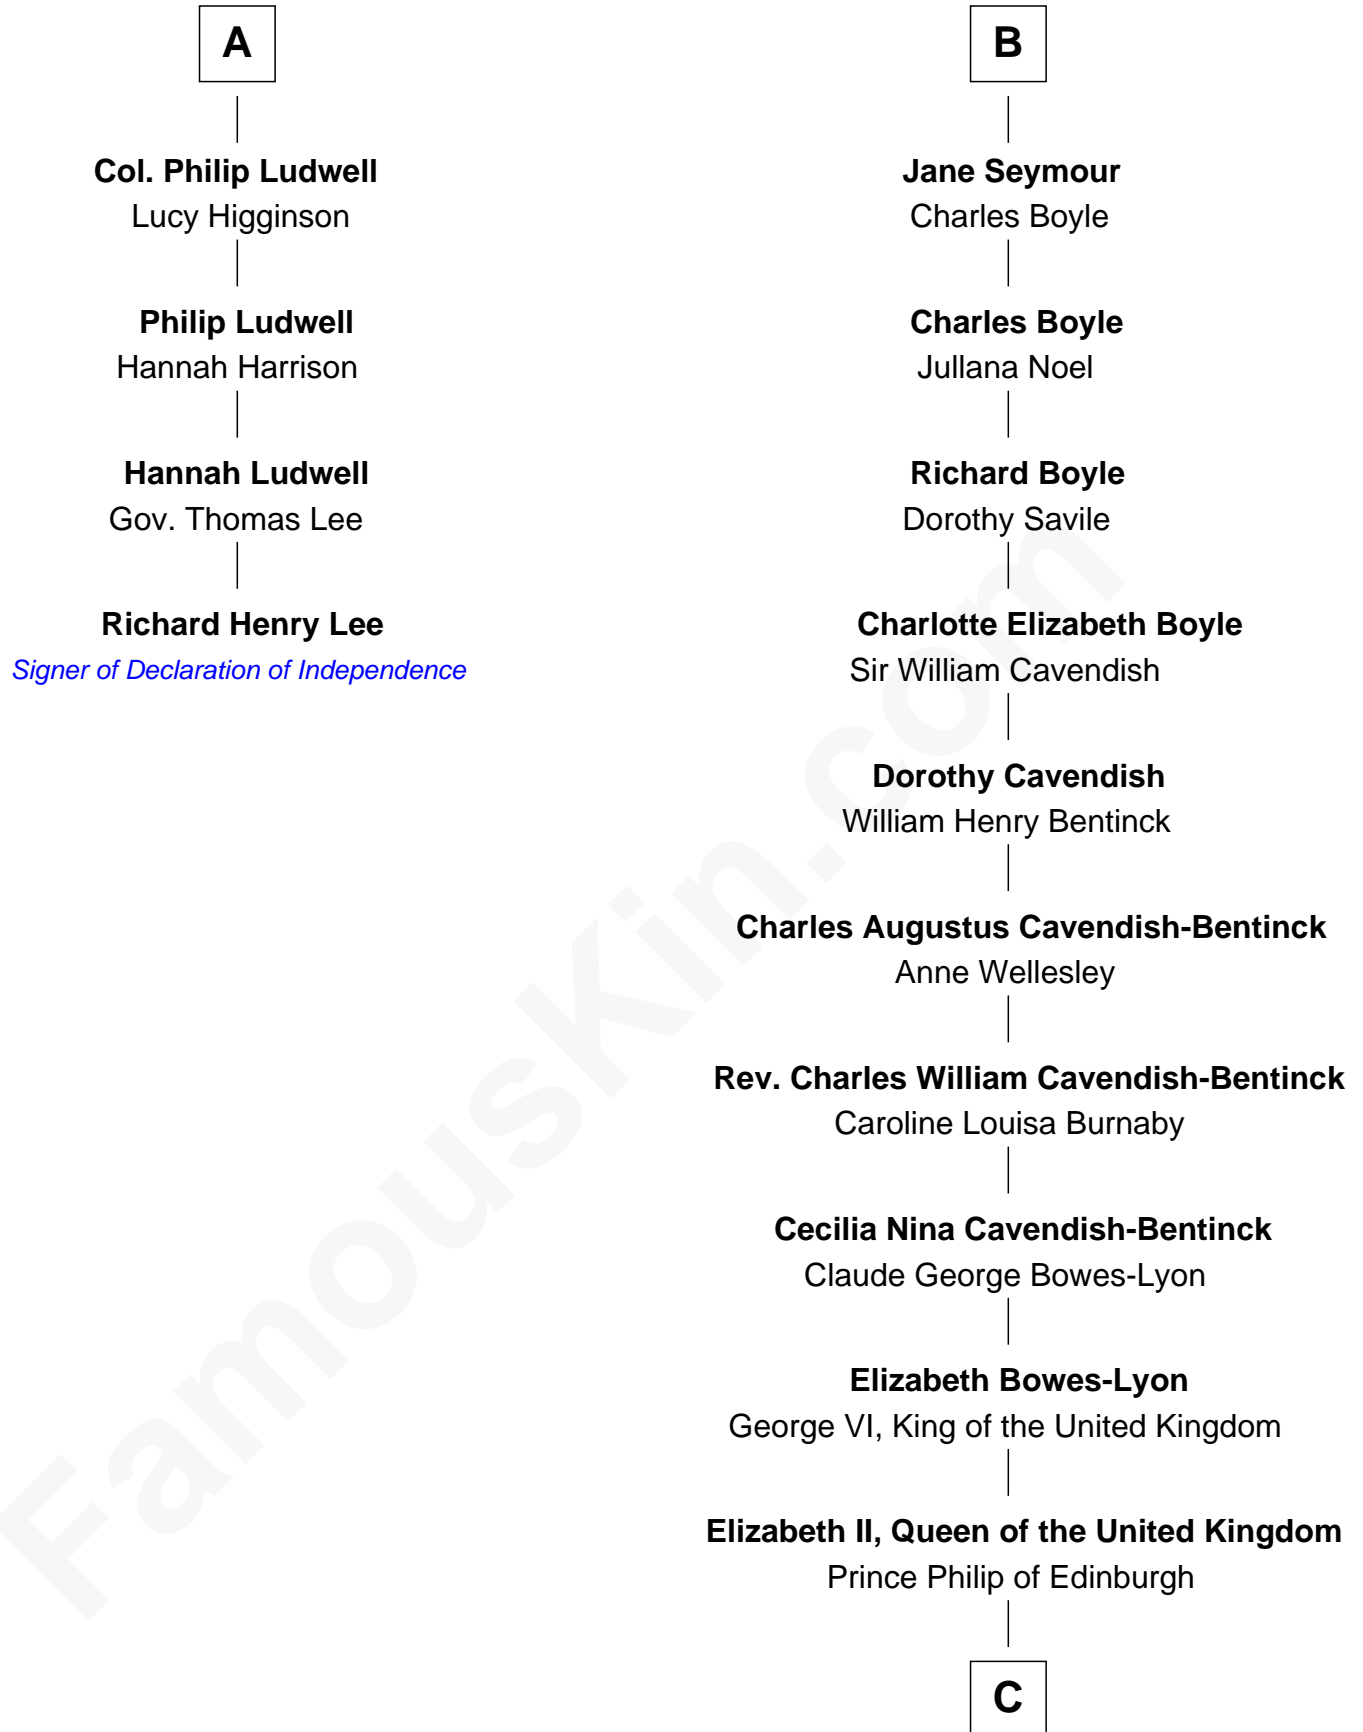 A
Col. Philip Ludwell
Lucy Higginson
Philip Ludwell
Hannah Harrison
Hannah Ludwell
Gov. Thomas Lee
Richard Henry Lee
Signer of Declaration of Independence
B
Jane Seymour
Charles Boyle
Charles Boyle
Jullana Noel
Richard Boyle
Dorothy Savile
Charlotte Elizabeth Boyle
Sir William Cavendish
Dorothy Cavendish
William Henry Bentinck
Charles Augustus Cavendish-Bentinck
Anne Wellesley
Rev. Charles William Cavendish-Bentinck
Caroline Louisa Burnaby
Cecilia Nina Cavendish-Bentinck
Claude George Bowes-Lyon
Elizabeth Bowes-Lyon
George VI, King of the United Kingdom
Elizabeth II, Queen of the United Kingdom
Prince Philip of Edinburgh
C
FamousKin.com